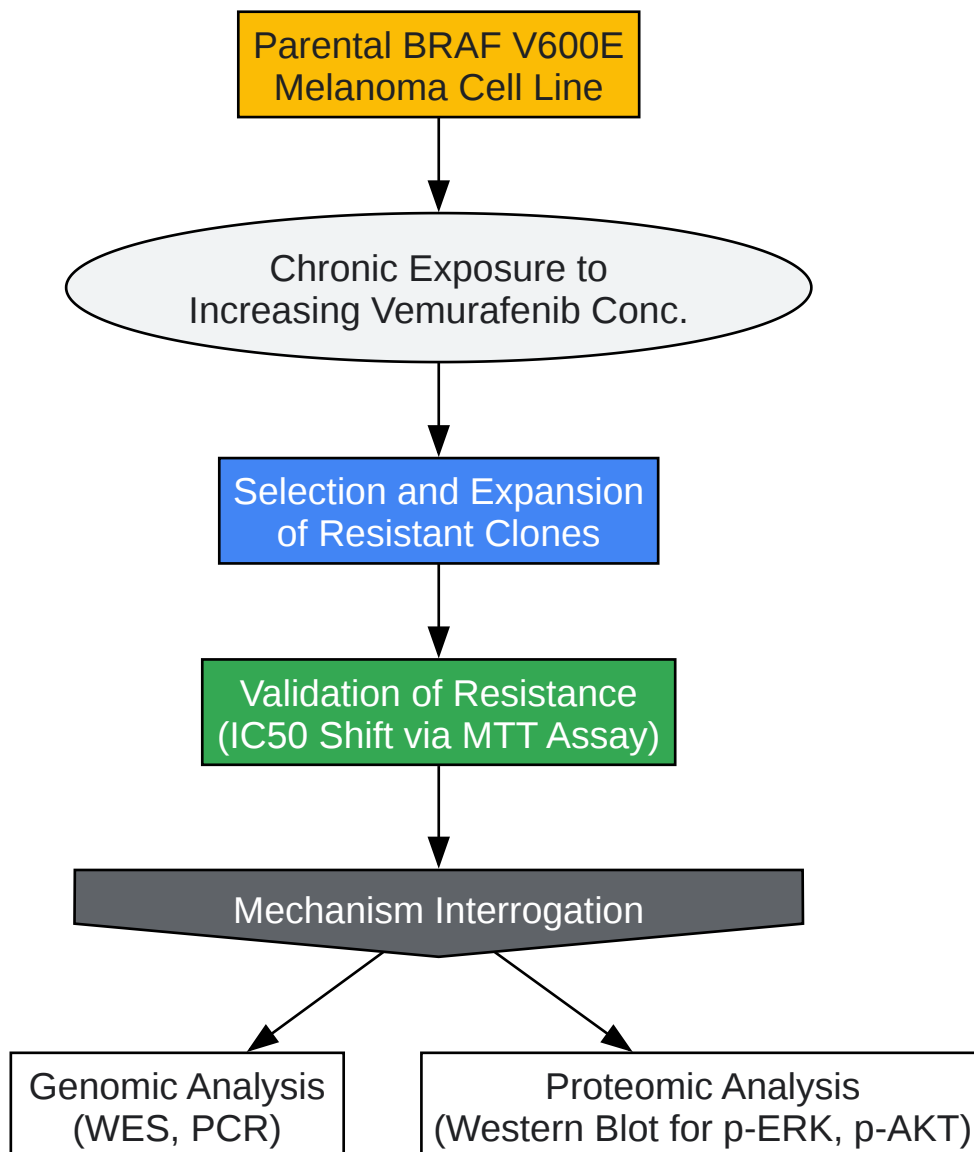 Parental BRAF V600E
Melanoma Cell Line
Chronic Exposure to
Increasing Vemurafenib Conc.
Selection and Expansion
of Resistant Clones
Validation of Resistance
(IC50 Shift via MTT Assay)
Mechanism Interrogation
Genomic Analysis
(WES, PCR)
Proteomic Analysis
(Western Blot for p-ERK, p-AKT)